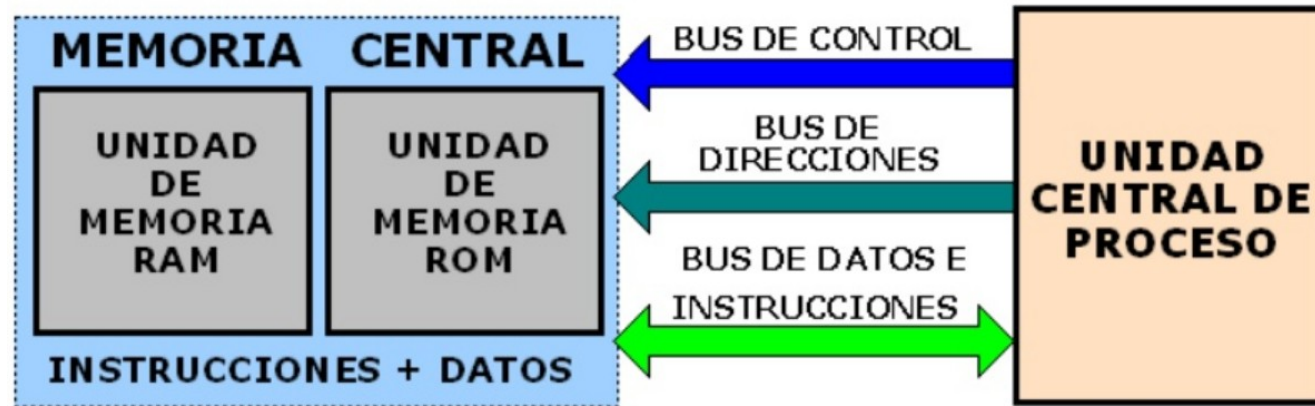 MEMORIA CENTRAL
UNIDAD
DE
MEMORIA
RAM
UNIDAD
DE
MEMORIA
ROM
INSTRUCCIONES + DATOS
BUS DE CONTROL
BUS DE
DIRECCIONES
BUS DE DATOS E
INSTRUCCIONES
UNIDAD
CENTRAL DE
PROCESO